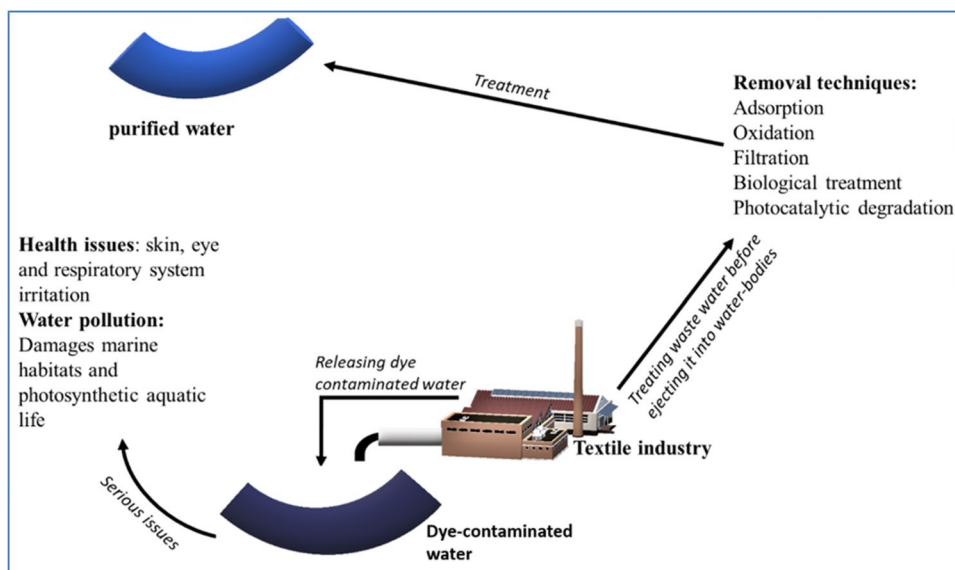 Treatment
purified water
Removal techniques:
Adsorption
Oxidation
Filtration
Biological treatment
Photocatalytic degradation
Health issues: skin, eye
and respiratory system
irritation
Water pollution:
Damages marine
habitats and
photosynthetic aquatic
life
Releasing dye
contaminated water
Treating waste water before
ejecting it into water-bodies
Textile industry
Serious issues
Dye-contaminated
water